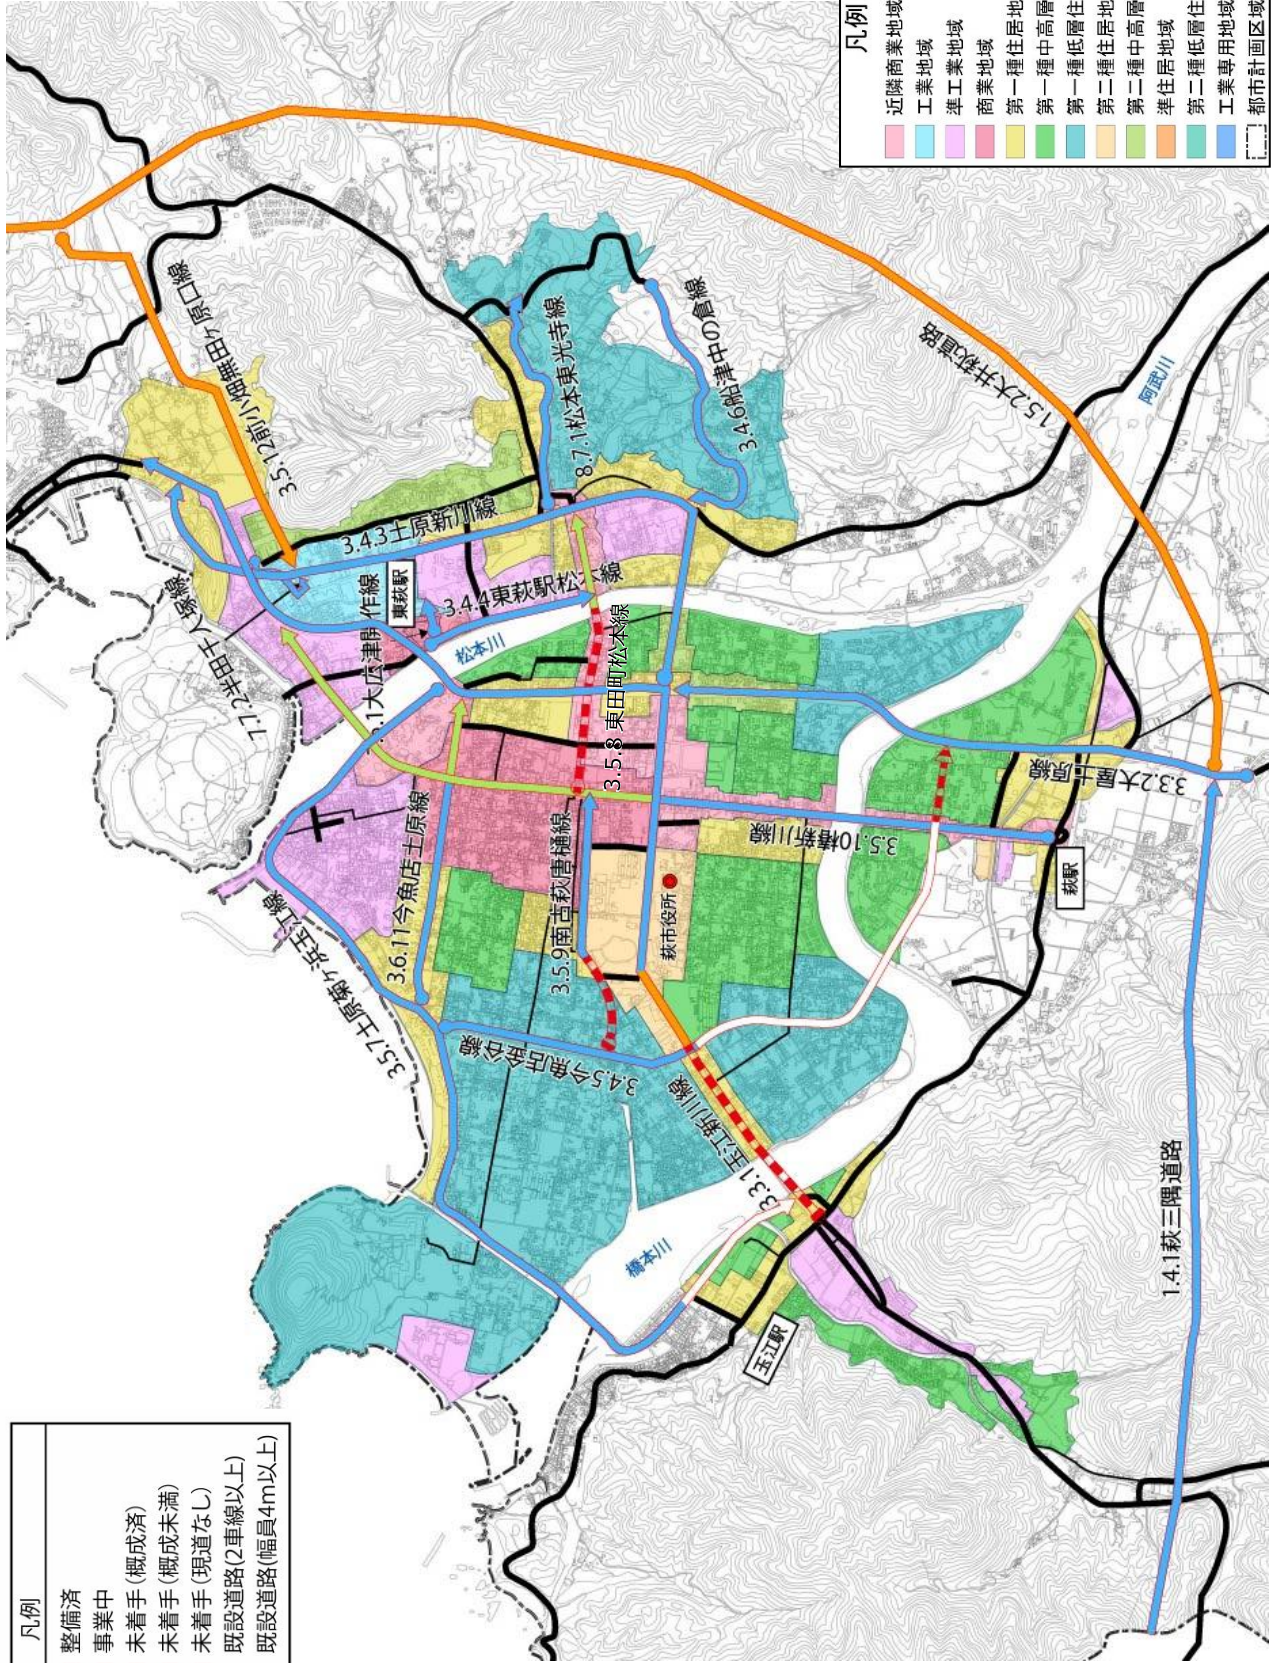 凡例
整備済
事業中
未着手(概成済)
未着手(概成未満)
未着手(現道なし)
既設道路(2車線以上)
既設道路(幅員4m以上)
3.5.7土原菊ヶ浜玉江線
3.6.11今魚店土原線
3.4.5今魚店金谷線
3.5.9南古萩唐樋線
3.3.1 玉江新川線
橋本川
玉江駅
萩市役所
1.4.1萩三隅道路
7.7.2半田千人塚線
大広津勝 作線
東萩駅
松本川
3.4.3土原新川線
3.4.4東萩駅松本線
3.5.8 東田町松本線
3.5.10椿新川線
萩駅
3.3.2大屋土原線
3.5.12前小畑無田ヶ原口線
8.7.1松本東光寺線
3.4.6船津中の倉線
1.5.2大井萩道路
阿武川
凡例
近隣商業地域
工業地域
準工業地域
商業地域
第一種住居地
第一種中高層
第一種低層住
第二種住居地
第二種中高層
準住居地域
第二種低層住
工業専用地域
都市計画区域